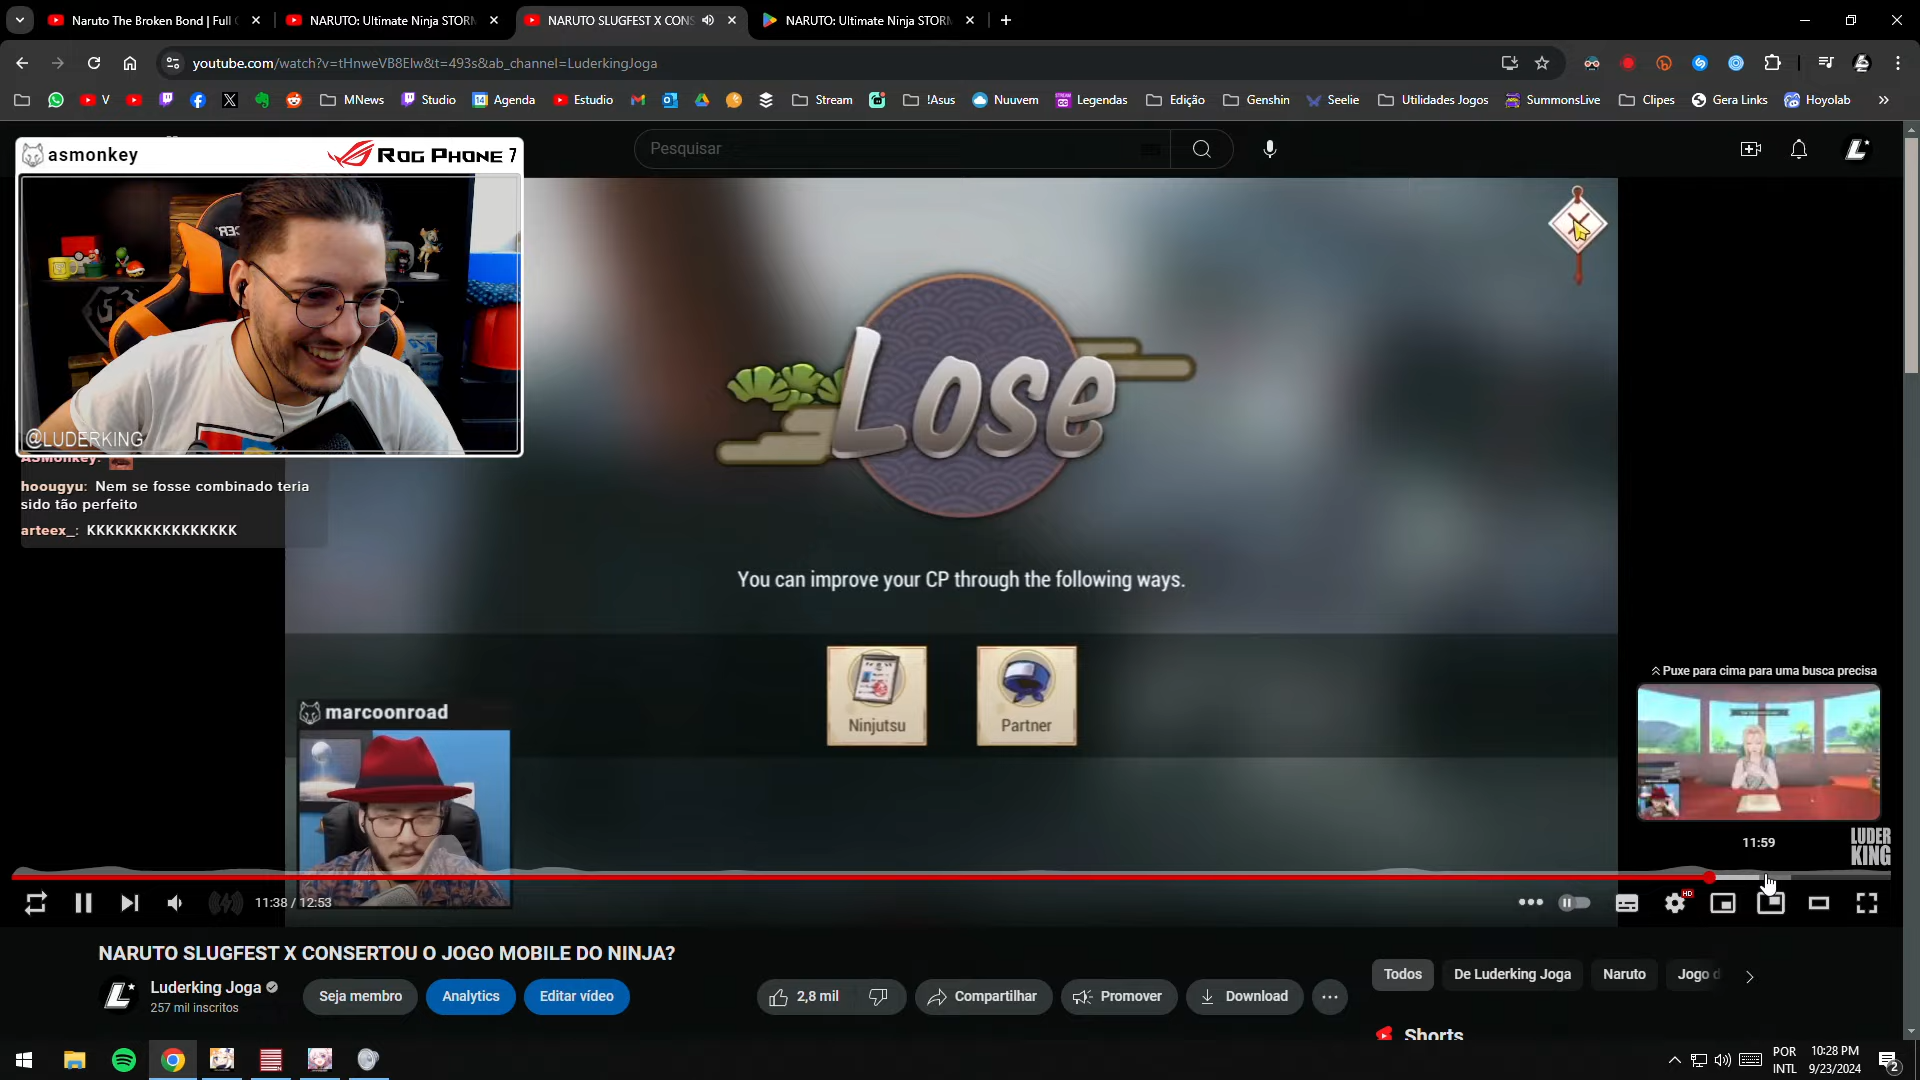 Naruto The Broken Bond | Full
NARUTO: Ultimate Ninja STORM
NARUTO SLUGFEST X CONS
NARUTO: Ultimate Ninja STORM
youtube.com/watch?v=tHnweVB8Elw&t=493s&ab_channel=LuderkingJoga
V
MNews
Studio
Agenda
Estudio
Stream
!Asus
Nuuvem
Legendas
Edição
Genshin
Seelie
Utilidades Jogos
SummonsLive
Clipes
Gera Links
Hoyolab
Pesquisar
asmonkey
ROG PHONE 7
@LUDERKING
ASMonkey:
hoougyu: Nem se fosse combinado teria
sido tão perfeito
arteex_: KKKKKKKKKKKKKKKK
Lose
You can improve your CP through the following ways.
Ninjutsu
Partner
marcoonroad
Puxe para cima para uma busca precisa
11:59
LUDER
KING
11:38 / 12:53
HD
NARUTO SLUGFEST X CONSERTOU O JOGO MOBILE DO NINJA?
Luderking Joga
257 mil inscritos
Seja membro
Analytics
Editar vídeo
2,8 mil
Compartilhar
Promover
Download
Todos
De Luderking Joga
Naruto
Jogo d
Shorts
POR
INTL
10:28 PM
9/23/2024
2